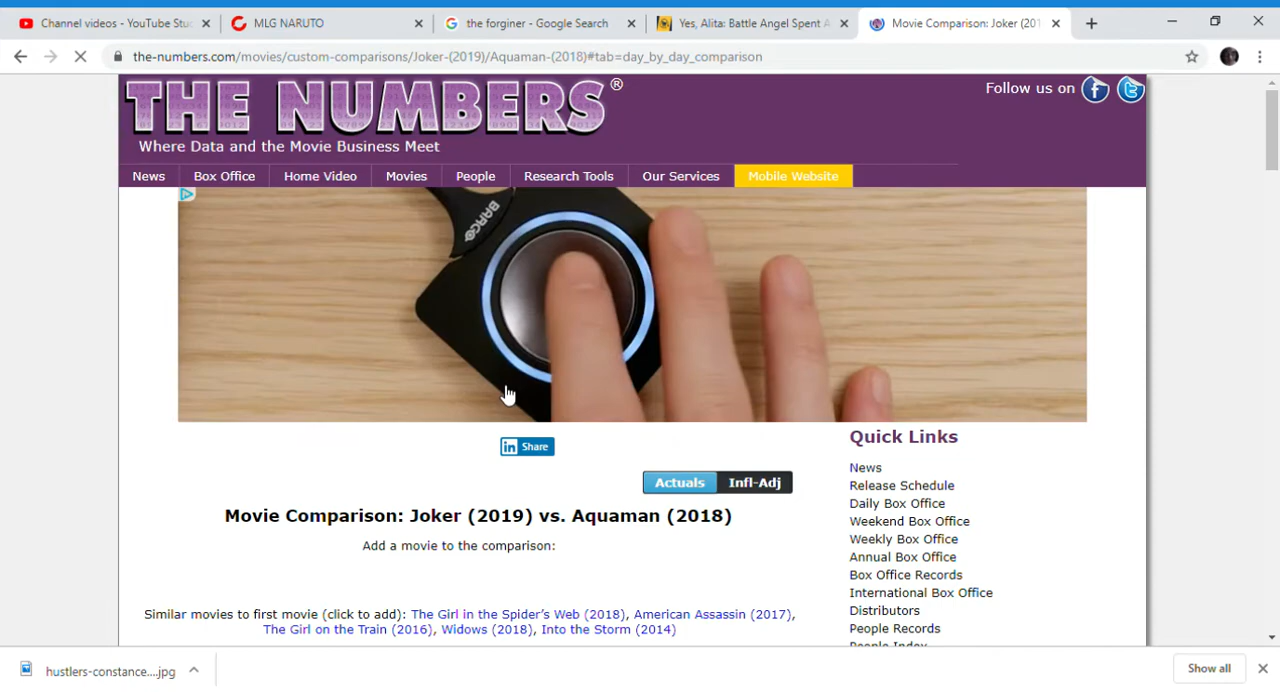 Channel videos - YouTube Stu
MLG NARUTO
the forginer - Google Search
Yes, Alita: Battle Angel Spent A
Movie Comparison: Joker (201
the-numbers.com/movies/custom-comparisons/Joker-(2019)/Aquaman-(2018)#tab=day_by_day_comparison
THE NUMBERS®
Where Data and the Movie Business Meet
Follow us on
News
Box Office
Home Video
Movies
People
Research Tools
Our Services
Mobile Website
BARCO
in Share
Actuals
Infl-Adj
Movie Comparison: Joker (2019) vs. Aquaman (2018)
Add a movie to the comparison:
Similar movies to first movie (click to add): The Girl in the Spider’s Web (2018), American Assassin (2017),
The Girl on the Train (2016), Widows (2018), Into the Storm (2014)
Quick Links
News
Release Schedule
Daily Box Office
Weekend Box Office
Weekly Box Office
Annual Box Office
Box Office Records
International Box Office
Distributors
People Records
People Index
hustlers-constance....jpg
Show all